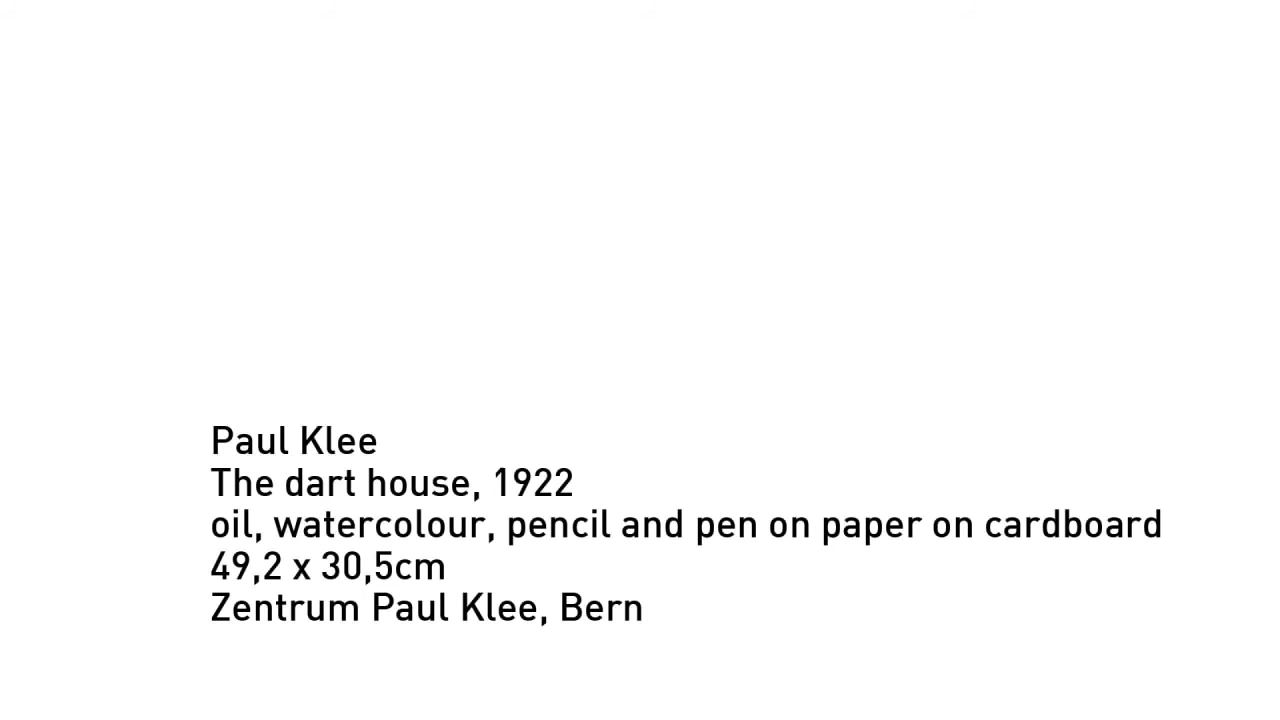 Paul Klee
The dart house, 1922
oil, watercolour, pencil and pen on paper on cardboard
49,2 x 30,5cm
Zentrum Paul Klee, Bern